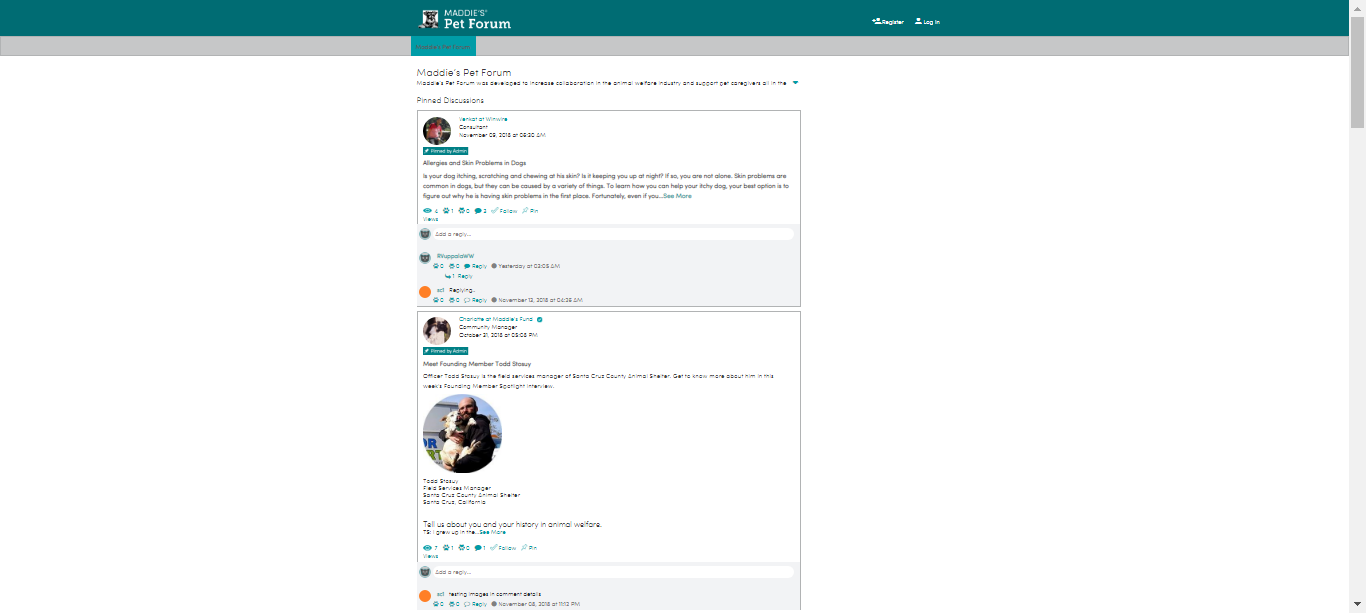 MADDIE'S®
Pet Forum
Register
Log In
Maddie's Pet Forum
Maddie's Pet Forum
Maddie's Pet Forum was developed to increase collaboration in the animal welfare industry and support pet caregivers all in the
Pinned Discussions
Venkat at Winwire
Consultant
November 09, 2018 at 06:30 AM
Pinned by Admin
Allergies and Skin Problems in Dogs
Is your dog itching, scratching and chewing at his skin? Is it keeping you up at night? If so, you are not alone. Skin problems are
common in dogs, but they can be caused by a variety of things. To learn how you can help your itchy dog, your best option is to
figure out why he is having skin problems in the first place. Fortunately, even if you...See More
4 1 0 3 Follow Pin
Views
Add a reply...
RKuppalaWW
0 0 Reply Yesterday at 03:05 AM
1 Reply
ss1 Replying..
0 0 Reply November 13, 2018 at 04:36 AM
Charlotte at Maddie's Fund
Community Manager
October 31, 2018 at 05:08 PM
Pinned by Admin
Meet Founding Member Todd Stosuy
Officer Todd Stosuy is the field services manager of Santa Cruz County Animal Shelter. Get to know more about him in this
week's Founding Member Spotlight interview.
Todd Stosuy
Field Services Manager
Santa Cruz County Animal Shelter
Santa Cruz, California
Tell us about you and your history in animal welfare.
TS: I grew up in the...See More
7 1 0 1 Follow Pin
Views
Add a reply...
ss1 testing images in comment details
0 0 Reply November 08, 2018 at 11:13 PM